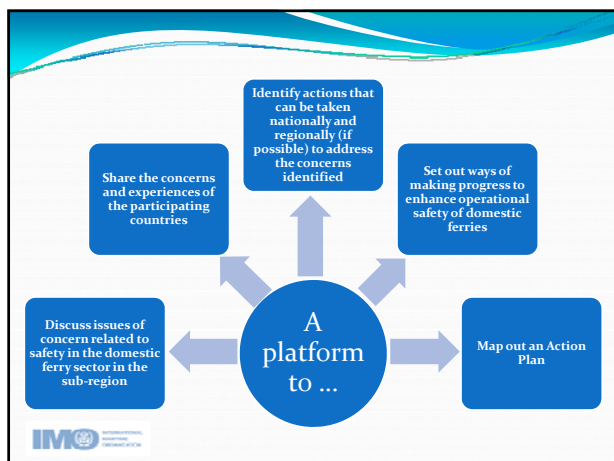 Identify actions that
can be taken
nationally and
regionally (if
possible) to address
the concerns
identified
Share the concerns
and experiences of
the participating
countries
Set out ways of
making progress to
enhance operational
safety of domestic
ferries
Discuss issues of
concern related to
safety in the domestic
ferry sector in the
sub-region
A
platform
to ...
Map out an Action
Plan
IMO
INTERNATIONAL
MARITIME
ORGANIZATION